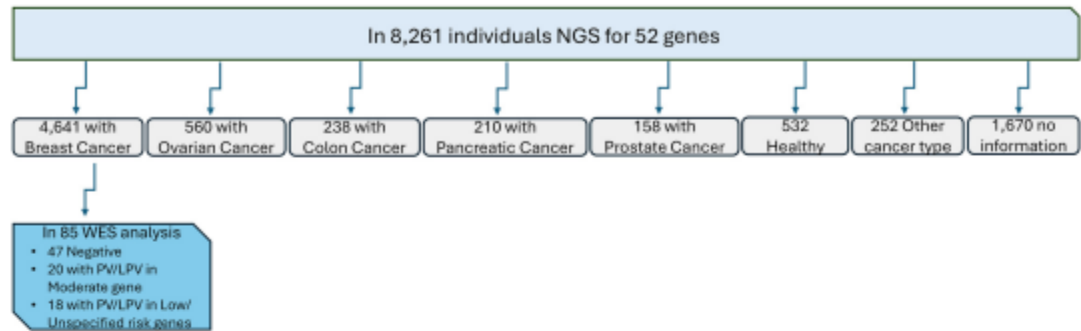 In 8,261 individuals NGS for 52 genes
4,641 with
Breast Cancer
560 with
Ovarian Cancer
238 with
Colon Cancer
210 with
Pancreatic Cancer
158 with
Prostate Cancer
532
Healthy
252 Other
cancer type
1,670 no
information
In 85 WES analysis
• 47 Negative
• 20 with PV/LPV in
Moderate gene
• 18 with PV/LPV in Low/
Unspecified risk genes